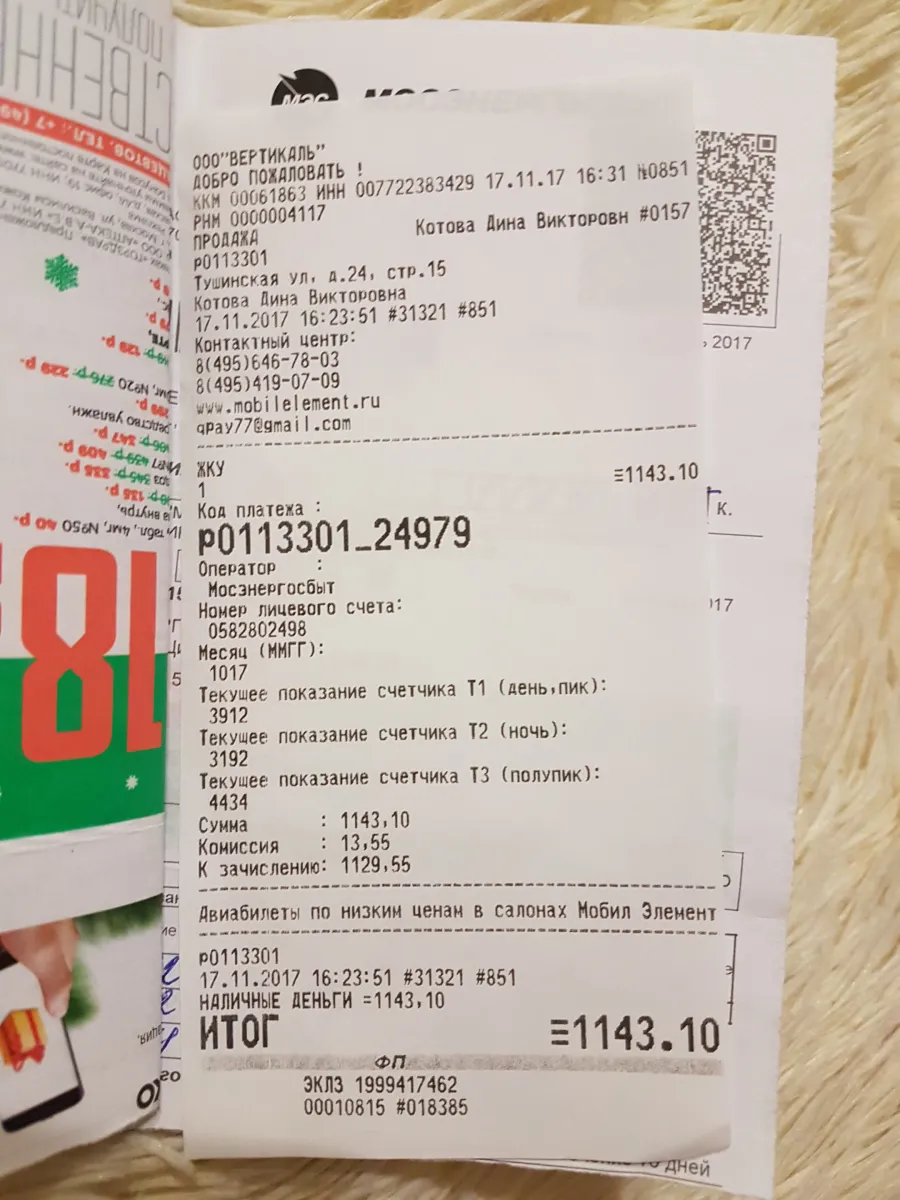 МЭС
ООО"ВЕРТИКАЛЬ"
ДОБРО ПОЖАЛОВАТЬ !
ККМ 00061863 ИНН 007722383429 17.11.17 16:31 №0851
РНМ 0000004117
Котова Дина Викторовн #0157
ПРОДАЖА
р0113301
Тушинская ул, д.24, стр.15
Котова Дина Викторовна
17.11.2017 16:23:51 #31321 #851
Контактный центр:
8(495)646-78-03
8(495)419-07-09
www.mobilelement.ru
qPay77@gmail.com
ЖКУ ≡1143.10
1
Код платежа :
р0113301_24979
Оператор :
Мосэнергосбыт
Номер лицевого счета:
0582802498
Месяц (ММГГ):
1017
Текущее показание счетчика Т1 (день,пик):
3912
Текущее показание счетчика Т2 (ночь):
3192
Текущее показание счетчика Т3 (полупик):
4434
Сумма : 1143,10
Комиссия : 13,55
К зачислению: 1129,55
Авиабилеты по низким ценам в салонах Мобил Элемент
р0113301
17.11.2017 16:23:51 #31321 #851
НАЛИЧНЫЕ ДЕНЬГИ =1143,10
ИТОГ ≡1143.10
ФП
ЭКЛЗ 1999417462
00010815 #018385
2017
к.
дней
18